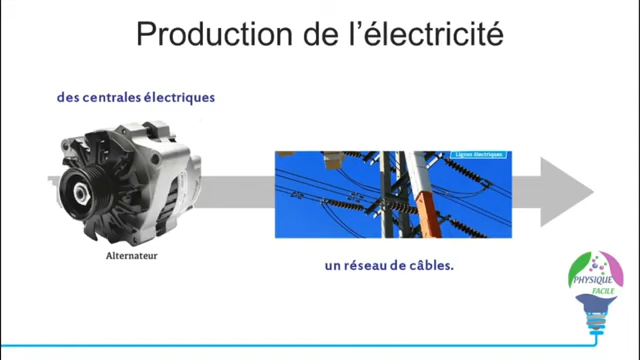 Production de l'électricité
des centrales électriques
Lignes électriques
Alternateur
un réseau de câbles.
PHYSIQUE
FACILE